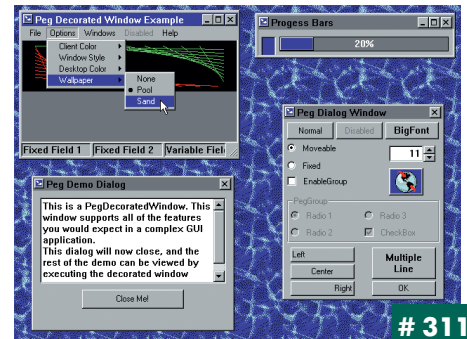 Peg Decorated Window Example
File Options Windows Disabled Help
Client Color
Window Style
Desktop Color
Wallpaper
None
Pool
Sand
Fixed Field 1 Fixed Field 2 Variable Fiel
Progess Bars
20%
Peg Dialog Window
Normal Disabled BigFont
Moveable
11
Fixed
EnableGroup
PegGroup
Radio 1 Radio 3
Radio 2 CheckBox
Left
Center
Right
Multiple
Line
OK
Peg Demo Dialog
This is a PegDecoratedWindow. This
window supports all of the features
you would expect in a complex GUI
application.
This dialog will now close, and the
rest of the demo can be viewed by
executing the decorated window
Close Me!
# 311